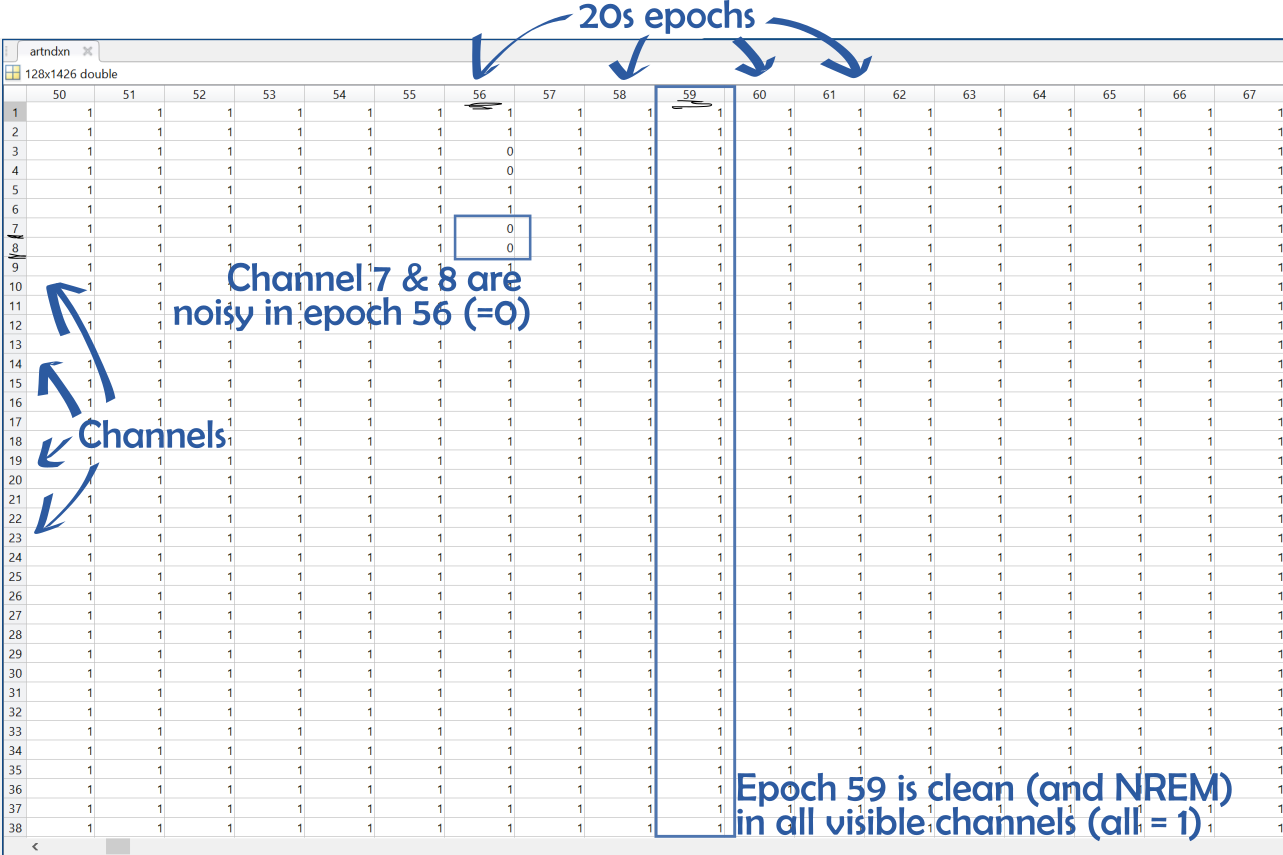 20s epochs
artndxn
128x1426 double
50 51 52 53 54 55 56 57 58 59 60 61 62 63 64 65 66 67
1 1 1 1 1 1 1 1 1 1 1 1 1 1 1 1 1 1 1
2 1 1 1 1 1 1 1 1 1 1 1 1 1 1 1 1 1 1
3 1 1 1 1 1 1 0 1 1 1 1 1 1 1 1 1 1 1
4 1 1 1 1 1 1 0 1 1 1 1 1 1 1 1 1 1 1
5 1 1 1 1 1 1 1 1 1 1 1 1 1 1 1 1 1 1
6 1 1 1 1 1 1 1 1 1 1 1 1 1 1 1 1 1 1
7 1 1 1 1 1 1 0 1 1 1 1 1 1 1 1 1 1 1
8 1 1 1 1 1 1 0 1 1 1 1 1 1 1 1 1 1 1
9 1 1 1 1 1 1 1 1 1 1 1 1 1 1 1 1 1 1
Channel 7 & 8 are
noisy in epoch 56 (=0)
10 1 1 1 1 1 1 1 1 1 1 1 1 1 1 1 1 1 1
11 1 1 1 1 1 1 1 1 1 1 1 1 1 1 1 1 1 1
12 1 1 1 1 1 1 1 1 1 1 1 1 1 1 1 1 1 1
13 1 1 1 1 1 1 1 1 1 1 1 1 1 1 1 1 1 1
14 1 1 1 1 1 1 1 1 1 1 1 1 1 1 1 1 1 1
15 1 1 1 1 1 1 1 1 1 1 1 1 1 1 1 1 1 1
16 1 1 1 1 1 1 1 1 1 1 1 1 1 1 1 1 1 1
17 1 1 1 1 1 1 1 1 1 1 1 1 1 1 1 1 1 1
Channels
18 1 1 1 1 1 1 1 1 1 1 1 1 1 1 1 1 1 1
19 1 1 1 1 1 1 1 1 1 1 1 1 1 1 1 1 1 1
20 1 1 1 1 1 1 1 1 1 1 1 1 1 1 1 1 1 1
21 1 1 1 1 1 1 1 1 1 1 1 1 1 1 1 1 1 1
22 1 1 1 1 1 1 1 1 1 1 1 1 1 1 1 1 1 1
23 1 1 1 1 1 1 1 1 1 1 1 1 1 1 1 1 1 1
24 1 1 1 1 1 1 1 1 1 1 1 1 1 1 1 1 1 1
25 1 1 1 1 1 1 1 1 1 1 1 1 1 1 1 1 1 1
26 1 1 1 1 1 1 1 1 1 1 1 1 1 1 1 1 1 1
27 1 1 1 1 1 1 1 1 1 1 1 1 1 1 1 1 1 1
28 1 1 1 1 1 1 1 1 1 1 1 1 1 1 1 1 1 1
29 1 1 1 1 1 1 1 1 1 1 1 1 1 1 1 1 1 1
30 1 1 1 1 1 1 1 1 1 1 1 1 1 1 1 1 1 1
31 1 1 1 1 1 1 1 1 1 1 1 1 1 1 1 1 1 1
32 1 1 1 1 1 1 1 1 1 1 1 1 1 1 1 1 1 1
33 1 1 1 1 1 1 1 1 1 1 1 1 1 1 1 1 1 1
34 1 1 1 1 1 1 1 1 1 1 1 1 1 1 1 1 1 1
35 1 1 1 1 1 1 1 1 1 1 1 1 1 1 1 1 1 1
36 1 1 1 1 1 1 1 1 1 1 1 1 1 1 1 1 1 1
37 1 1 1 1 1 1 1 1 1 1 1 1 1 1 1 1 1 1
38 1 1 1 1 1 1 1 1 1 1 1 1 1 1 1 1 1 1
Epoch 59 is clean (and NREM)
in all visible channels (all = 1)